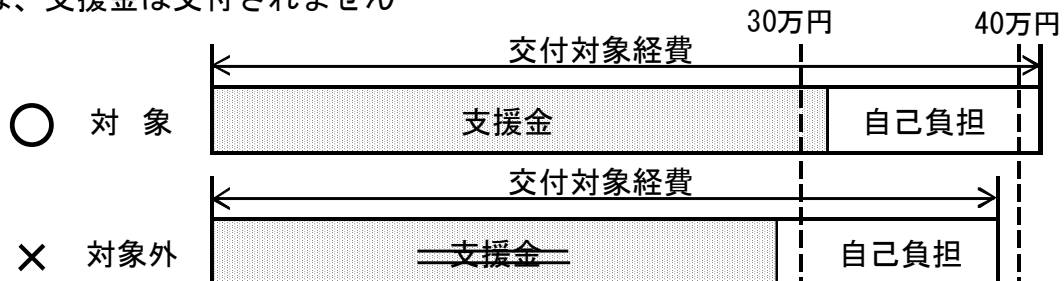 は、支援金は交付されません
30万円 40万円
交付対象経費
○ 対 象 支援金 自己負担
交付対象経費
× 対象外 支援金 自己負担